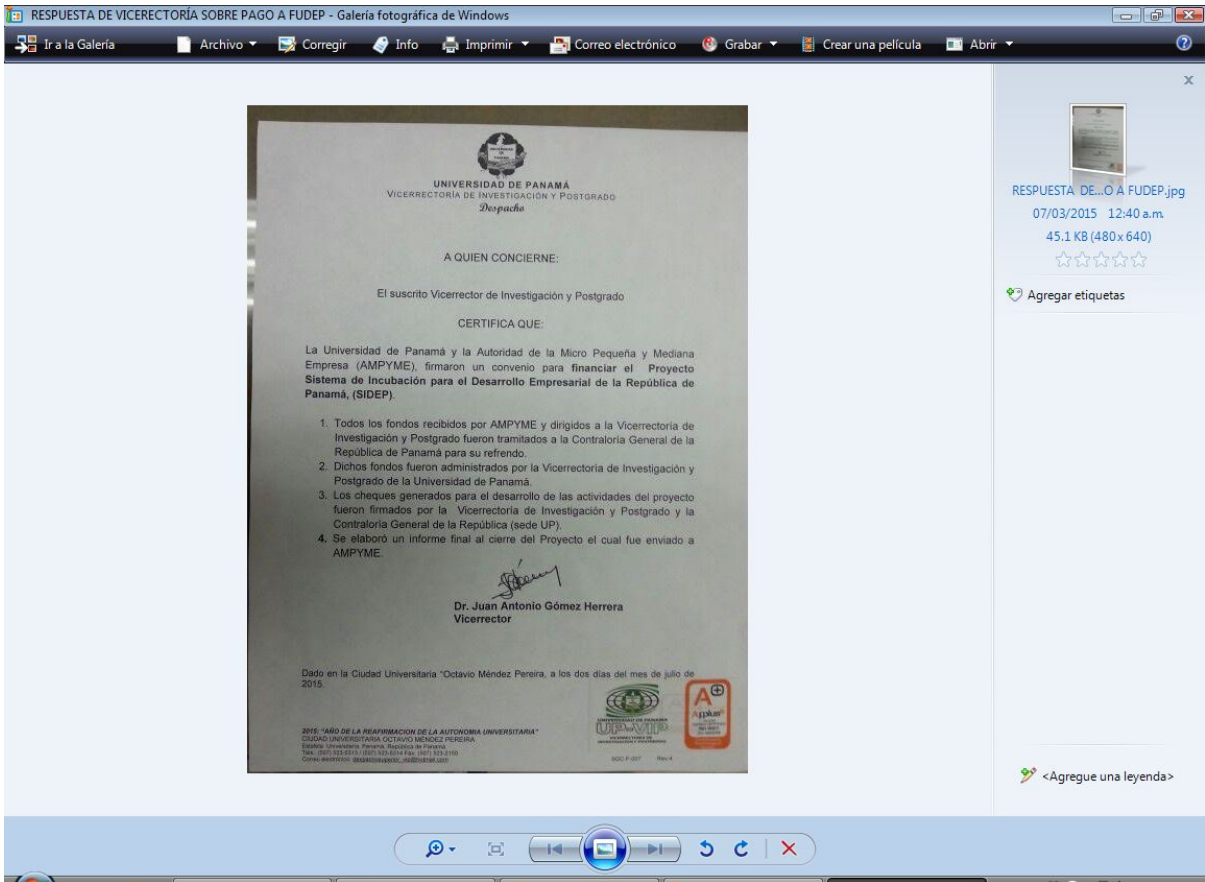 RESPUESTA DE VICERECTORÍA SOBRE PAGO A FUDEP - Galería fotográfica de Windows
Ir a la Galería
Archivo
Corregir
Info
Imprimir
Correo electrónico
Grabar
Crear una película
Abrir
UNIVERSIDAD DE PANAMÁ
VICERRECTORÍA DE INVESTIGACIÓN Y POSTGRADO
Despacho
A QUIEN CONCIERNE:
El suscrito Vicerrector de Investigación y Postgrado
CERTIFICA QUE:
La Universidad de Panamá y la Autoridad de la Micro Pequeña y Mediana
Empresa (AMPYME), firmaron un convenio para financiar el Proyecto
Sistema de Incubación para el Desarrollo Empresarial de la República de
Panamá, (SIDEP).
1. Todos los fondos recibidos por AMPYME y dirigidos a la Vicerrectoría de
Investigación y Postgrado fueron tramitados a la Contraloría General de la
República de Panamá para su refrendo.
2. Dichos fondos fueron administrados por la Vicerrectoría de Investigación y
Postgrado de la Universidad de Panamá.
3. Los cheques generados para el desarrollo de las actividades del proyecto
fueron firmados por la Vicerrectoría de Investigación y Postgrado y la
Contraloría General de la República (sede UP).
4. Se elaboró un informe final al cierre del Proyecto el cual fue enviado a
AMPYME.
Dr. Juan Antonio Gómez Herrera
Vicerrector
Dado en la Ciudad Universitaria "Octavio Méndez Pereira, a los dos días del mes de julio de
2015.
UNIVERSIDAD DE PANAMÁ
UP-VIP
Applus
2015: "AÑO DE LA REAFIRMACION DE LA AUTONOMIA UNIVERSITARIA"
CIUDAD UNIVERSITARIA OCTAVIO MÉNDEZ PEREIRA
RESPUESTA DE...O A FUDEP.jpg
07/03/2015 12:40 a.m.
45.1 KB (480 x 640)
Agregar etiquetas
<Agregue una leyenda>